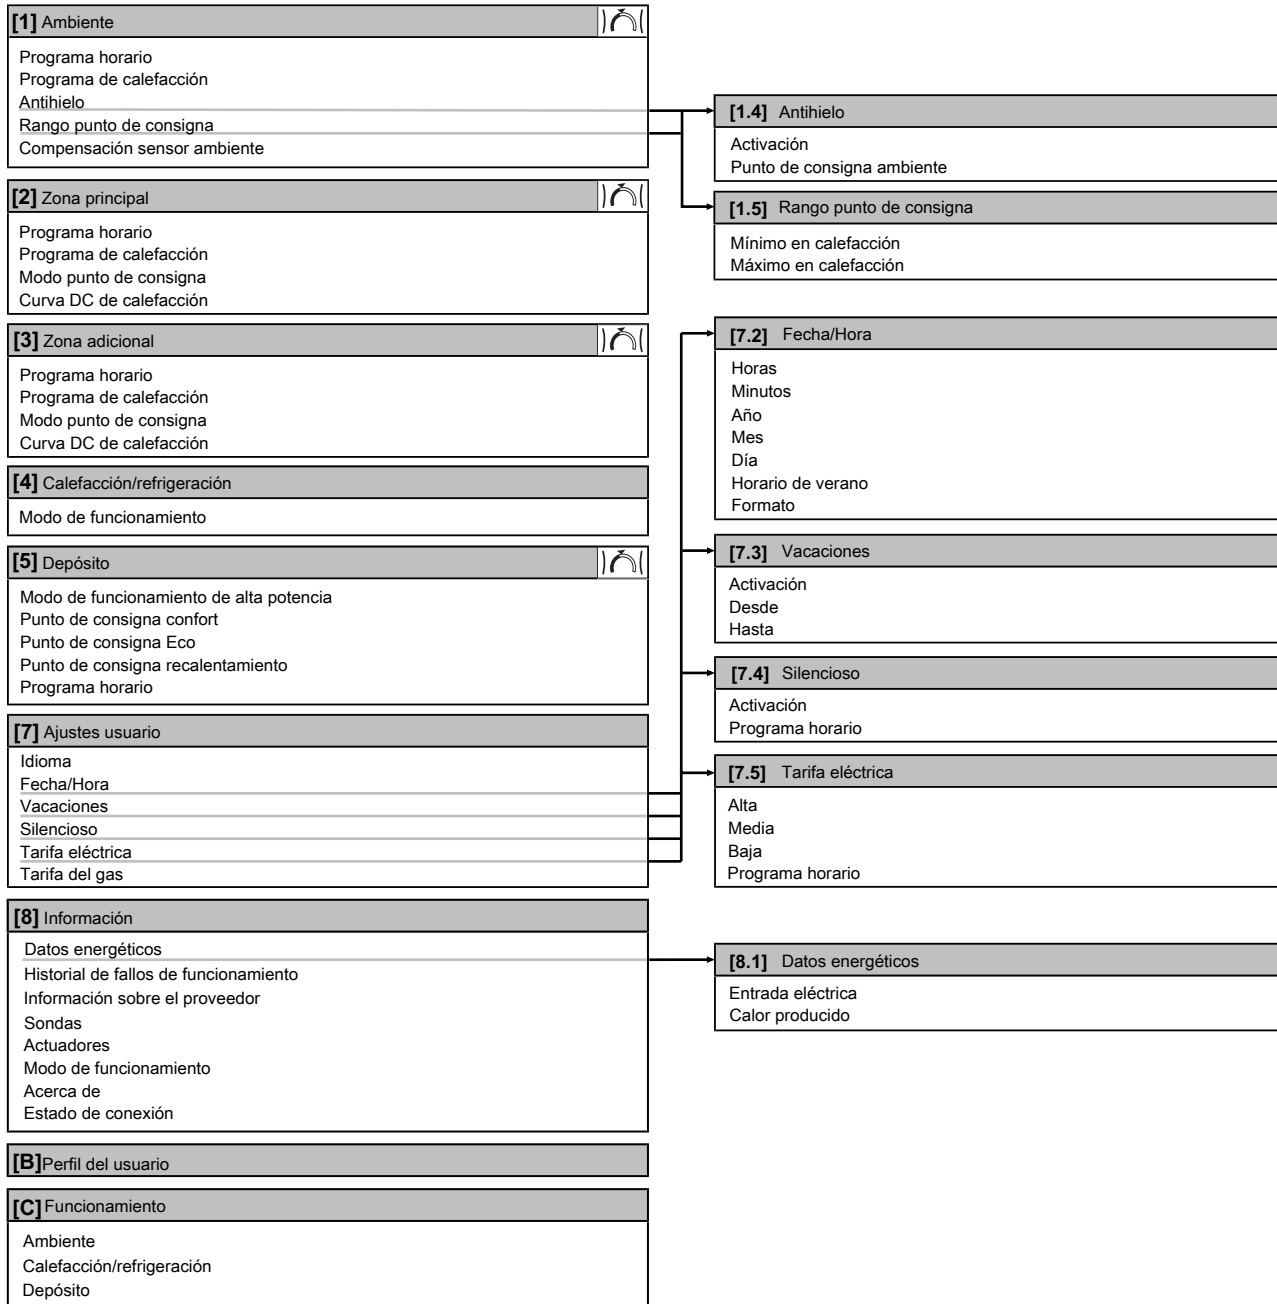 [1] Ambiente
Programa horario
Programa de calefacción
Antihielo
Rango punto de consigna
Compensación sensor ambiente
[1.4] Antihielo
Activación
Punto de consigna ambiente
[1.5] Rango punto de consigna
Mínimo en calefacción
Máximo en calefacción
[2] Zona principal
Programa horario
Programa de calefacción
Modo punto de consigna
Curva DC de calefacción
[3] Zona adicional
Programa horario
Programa de calefacción
Modo punto de consigna
Curva DC de calefacción
[4] Calefacción/refrigeración
Modo de funcionamiento
[5] Depósito
Modo de funcionamiento de alta potencia
Punto de consigna confort
Punto de consigna Eco
Punto de consigna recalentamiento
Programa horario
[7] Ajustes usuario
Idioma
Fecha/Hora
Vacaciones
Silencioso
Tarifa eléctrica
Tarifa del gas
[7.2] Fecha/Hora
Horas
Minutos
Año
Mes
Día
Horario de verano
Formato
[7.3] Vacaciones
Activación
Desde
Hasta
[7.4] Silencioso
Activación
Programa horario
[7.5] Tarifa eléctrica
Alta
Media
Baja
Programa horario
[8] Información
Datos energéticos
Historial de fallos de funcionamiento
Información sobre el proveedor
Sondas
Actuadores
Modo de funcionamiento
Acerca de
Estado de conexión
[8.1] Datos energéticos
Entrada eléctrica
Calor producido
[B] Perfil del usuario
[C] Funcionamiento
Ambiente
Calefacción/refrigeración
Depósito